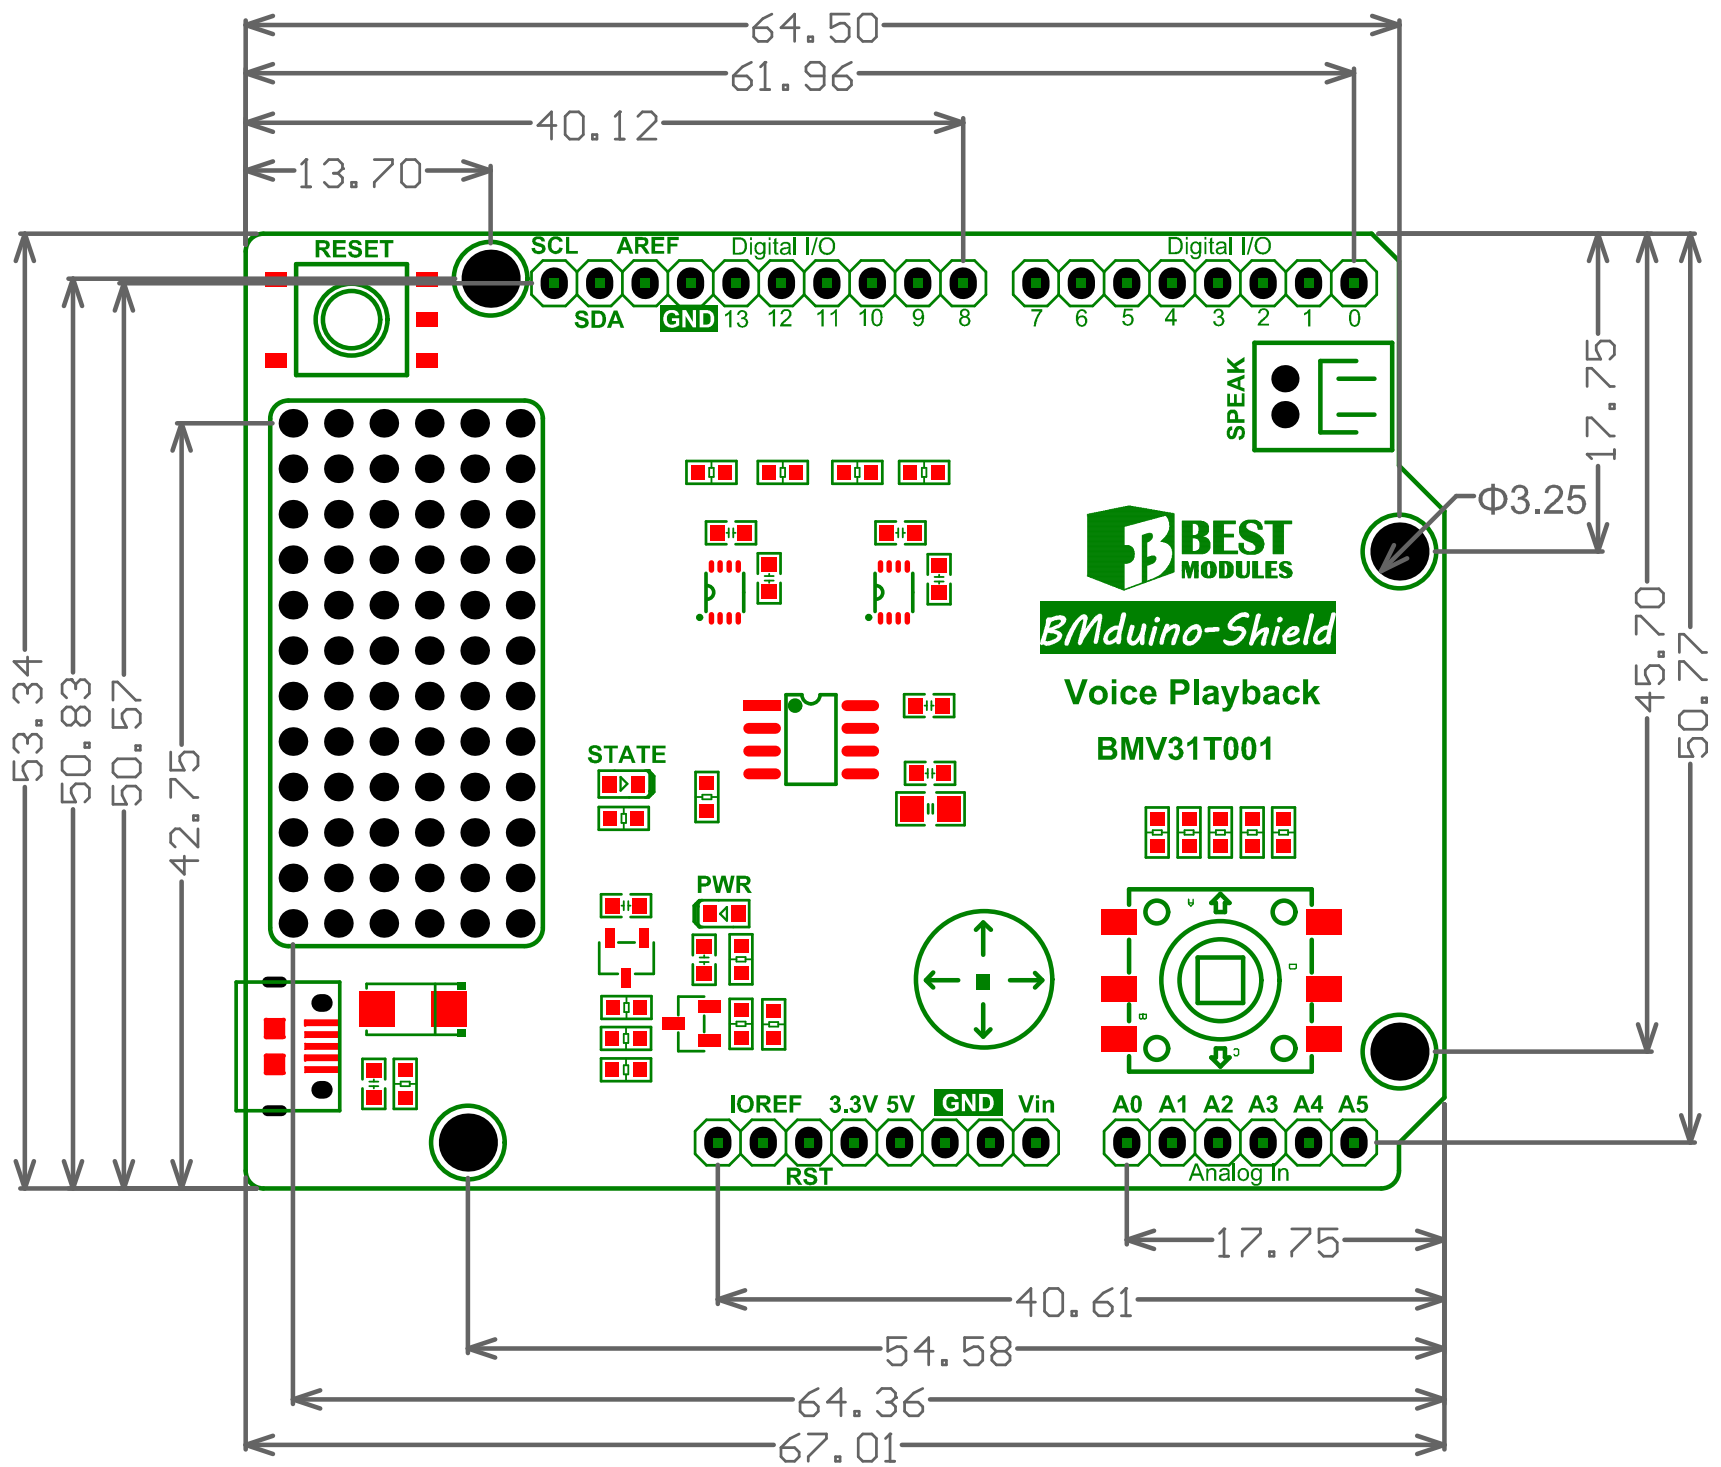 64.50
61.96
40.12
13.70
RESET
SCL AREF Digital I/O Digital I/O
SDA GND 13 12 11 10 9 8 7 6 5 4 3 2 1 0
SPEAK
17.75
Φ3.25
BEST
MODULES
BMduino-Shield
Voice Playback
BMV31T001
53.34
50.83
50.57
42.75
45.70
50.77
STATE
PWR
A
D
B
C
IOREF 3.3V 5V GND Vin A0 A1 A2 A3 A4 A5
RST Analog In
17.75
40.61
54.58
64.36
67.01